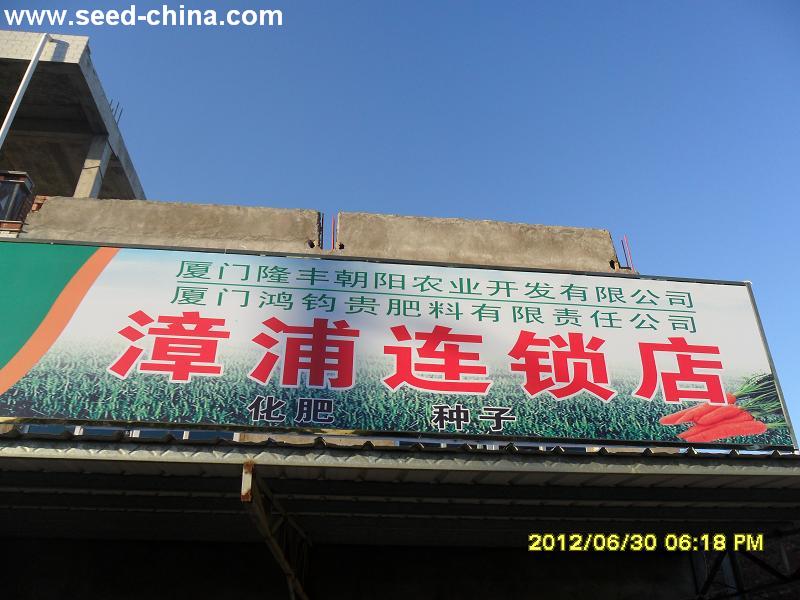 www.seed-china.com
厦门隆丰朝阳农业开发有限公司
厦门鸿钧贵肥料有限责任公司
漳浦连锁店
化肥 种子
2012/06/30 06:18 PM